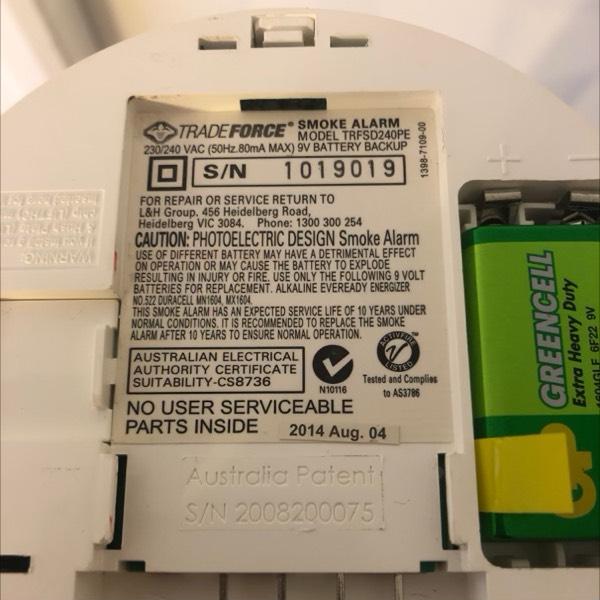 TRADEFORCE® SMOKE ALARM
MODEL TRFSD240PE
230/240 VAC (50Hz.80mA MAX) 9V BATTERY BACKUP
S/N 1019019
1398-7109-00
FOR REPAIR OR SERVICE RETURN TO
L&H Group. 456 Heidelberg Road,
Heidelberg VIC 3084. Phone: 1300 300 254
CAUTION: PHOTOELECTRIC DESIGN Smoke Alarm
USE OF DIFFERENT BATTERY MAY HAVE A DETRIMENTAL EFFECT
ON OPERATION OR MAY CAUSE THE BATTERY TO EXPLODE
RESULTING IN INJURY OR FIRE. USE ONLY THE FOLLOWING 9 VOLT
BATTERIES FOR REPLACEMENT. ALKALINE EVEREADY ENERGIZER
NO.522 DURACELL MN1604, MX1604.
THIS SMOKE ALARM HAS AN EXPECTED SERVICE LIFE OF 10 YEARS UNDER
NORMAL CONDITIONS. IT IS RECOMMENDED TO REPLACE THE SMOKE
ALARM AFTER 10 YEARS TO ENSURE NORMAL OPERATION.
AUSTRALIAN ELECTRICAL
AUTHORITY CERTIFICATE
SUITABILITY-CS8736
N10116
ACTIVFIRE
LISTED
Tested and Complies
to AS3786
NO USER SERVICEABLE
PARTS INSIDE
2014 Aug. 04
Australia Patent
S/N 2008200075
WARNING:
+ −
GREENCELL
Extra Heavy Duty
1604GLF 6F22 9V
GP